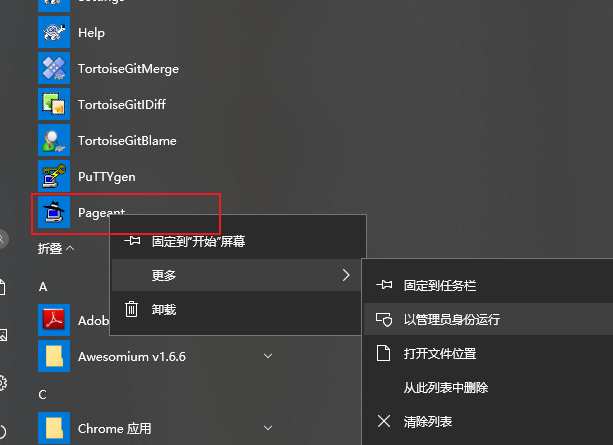 Help
TortoiseGitMerge
TortoiseGitIDiff
TortoiseGitBlame
PuTTYgen
Pageant
固定到"开始"屏幕
折叠
更多
固定到任务栏
A
卸载
以管理员身份运行
Adob
打开文件位置
Awesomium v1.6.6
从此列表中删除
C
清除列表
Chrome 应用